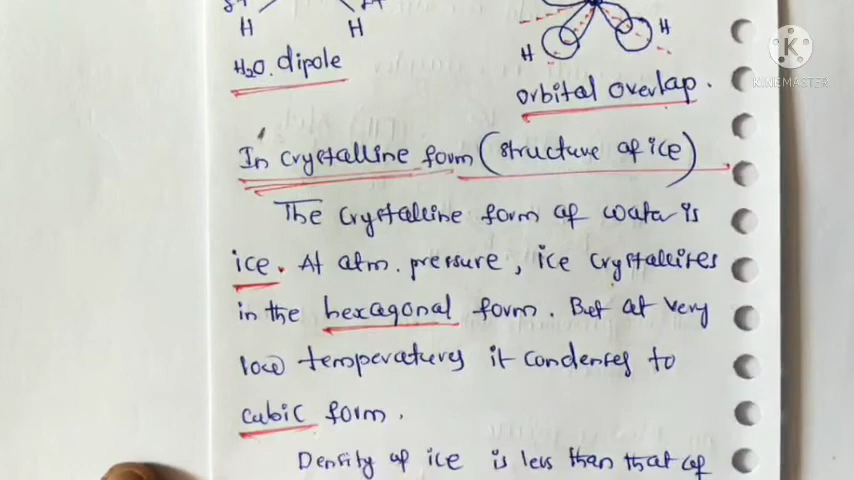 H H
H₂O. dipole
H H
orbital overlap.
In crystalline form (structure of ice)
The crystalline form of water is
ice. At atm. pressure, ice crystallizes
in the hexagonal form. But at very
low temperatures it condenses to
cubic form.
Density of ice is less than that of
K
KINEMASTER